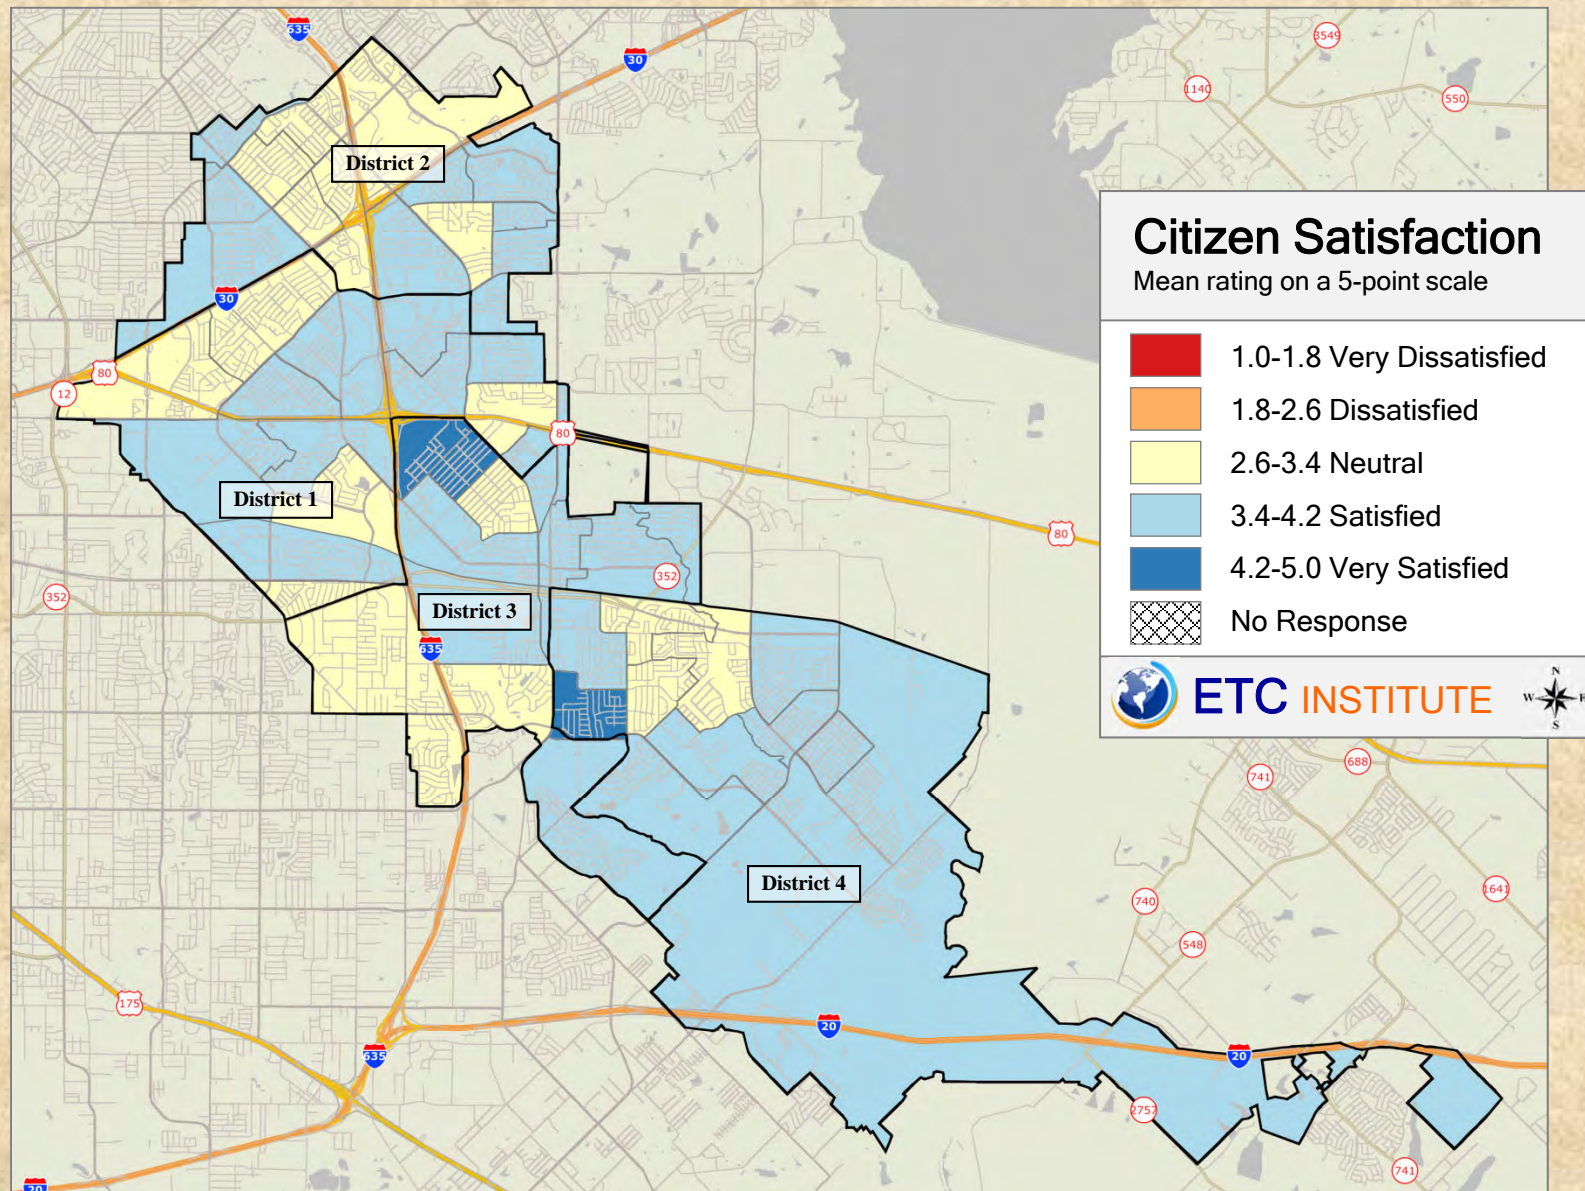 635
30
3549
1140
550
District 2
Citizen Satisfaction
Mean rating on a 5-point scale
30
1.0-1.8 Very Dissatisfied
80
12
1.8-2.6 Dissatisfied
80
2.6-3.4 Neutral
District 1
3.4-4.2 Satisfied
80
352
4.2-5.0 Very Satisfied
352
District 3
No Response
635
ETC INSTITUTE
N
W
E
S
688
741
District 4
1641
740
548
175
20
635
20
2757
741
20